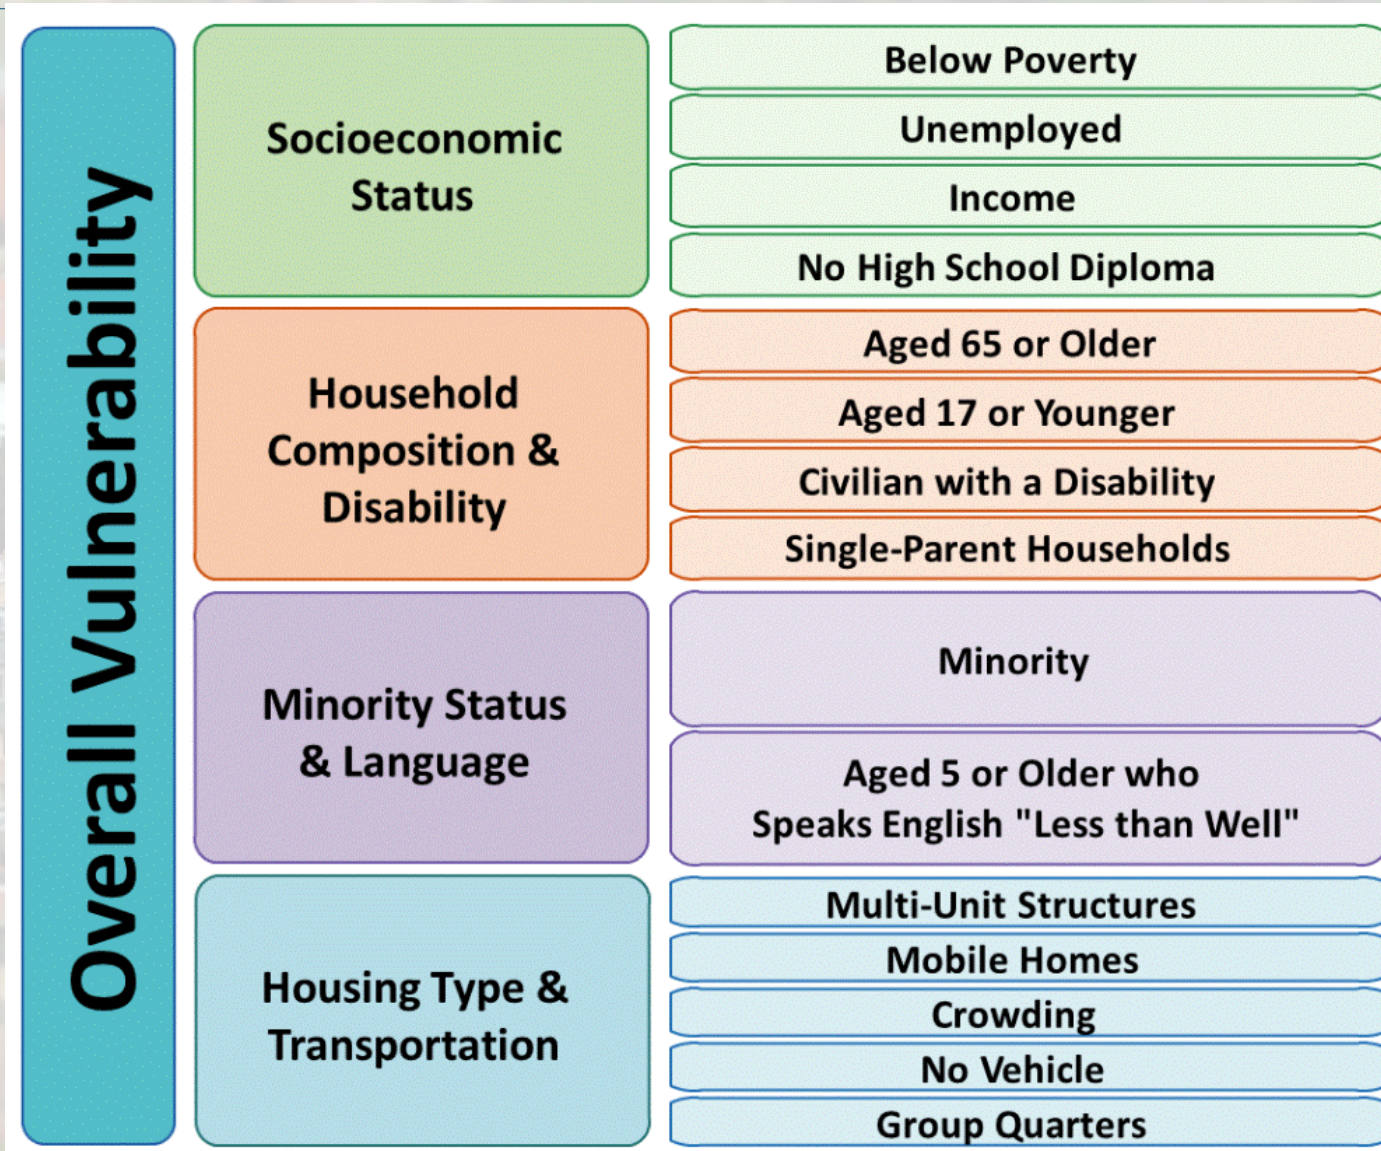 Overall Vulnerability
Socioeconomic
Status
Below Poverty
Unemployed
Income
No High School Diploma
Household
Composition &
Disability
Aged 65 or Older
Aged 17 or Younger
Civilian with a Disability
Single-Parent Households
Minority Status
& Language
Minority
Aged 5 or Older who
Speaks English "Less than Well"
Housing Type &
Transportation
Multi-Unit Structures
Mobile Homes
Crowding
No Vehicle
Group Quarters